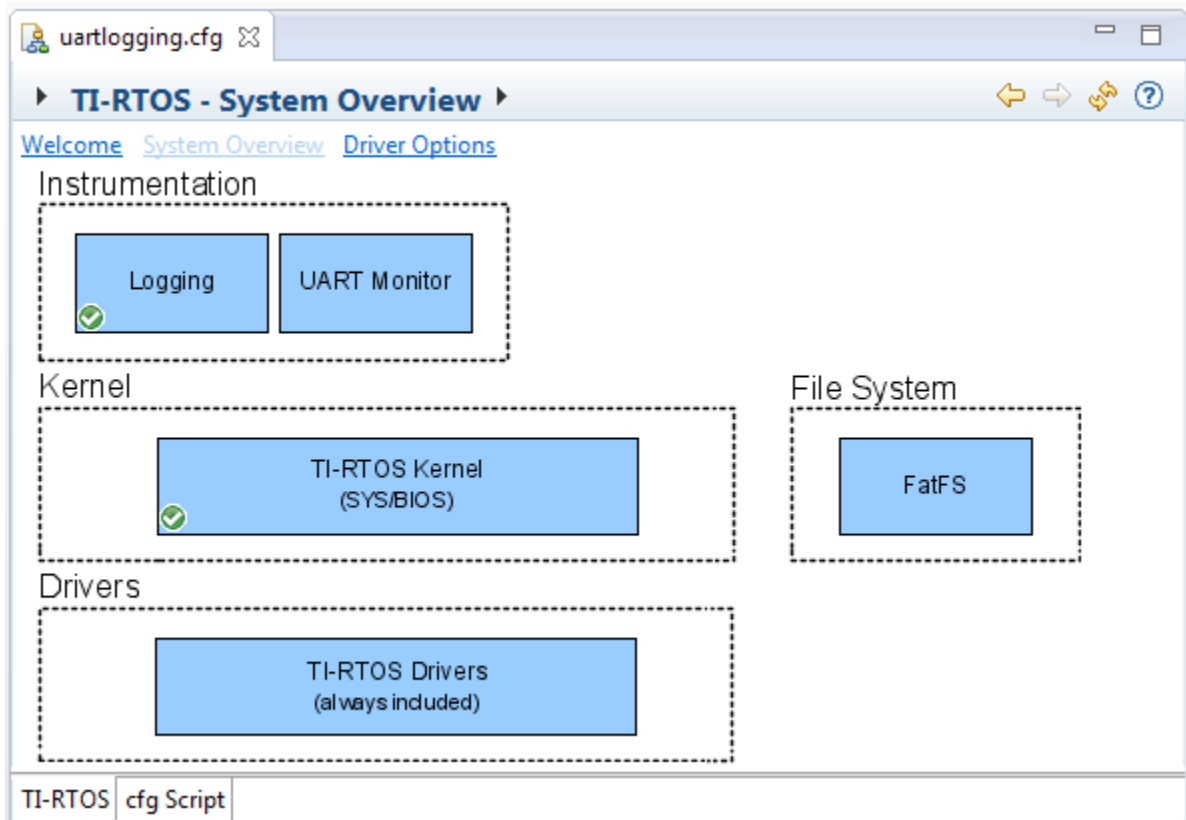 uartlogging.cfg
TI-RTOS - System Overview
Welcome System Overview Driver Options
Instrumentation
Logging
UART Monitor
Kernel
TI-RTOS Kernel
(SYS/BIOS)
File System
FatFS
Drivers
TI-RTOS Drivers
(always included)
TI-RTOS
cfg Script